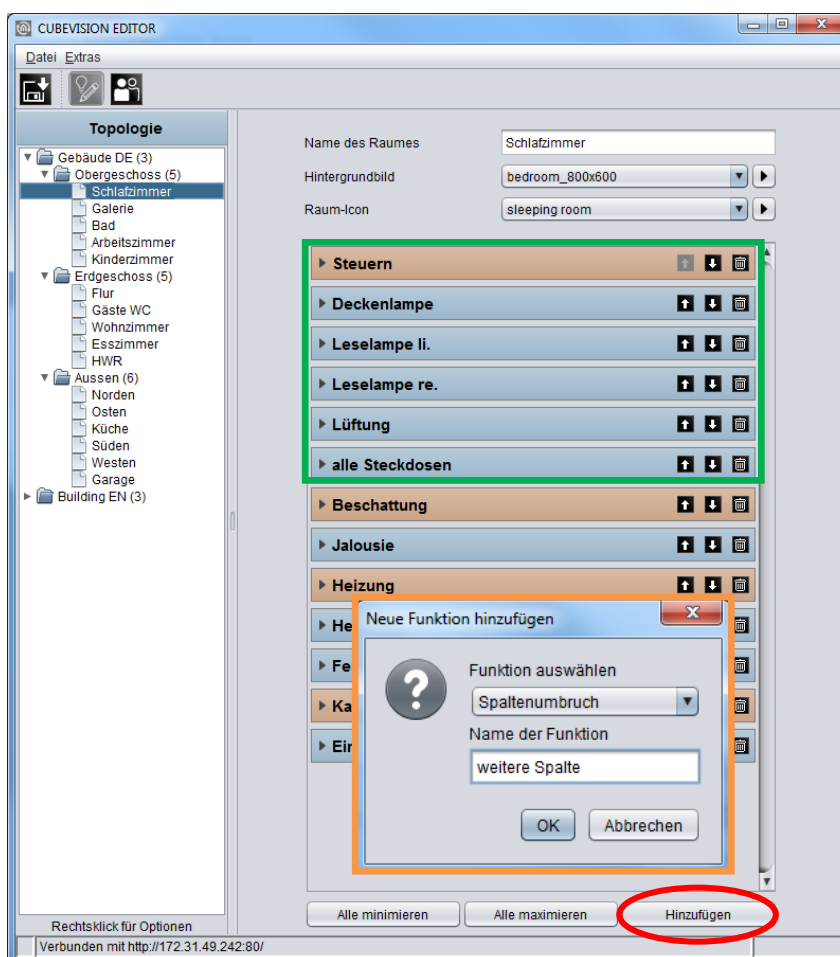 CUBEVISION EDITOR
Datei Extras
Topologie
Gebäude DE (3)
Obergeschoss (5)
Schlafzimmer
Galerie
Bad
Arbeitszimmer
Kinderzimmer
Erdgeschoss (5)
Flur
Gäste WC
Wohnzimmer
Esszimmer
HWR
Aussen (6)
Norden
Osten
Küche
Süden
Westen
Garage
Building EN (3)
Rechtsklick für Optionen
Name des Raumes Schlafzimmer
Hintergrundbild bedroom_800x600
Raum-Icon sleeping room
Steuern
Deckenlampe
Leselampe li.
Leselampe re.
Lüftung
alle Steckdosen
Beschattung
Jalousie
Heizung
He
Fe
Ka
Ein
Neue Funktion hinzufügen
Funktion auswählen
Spaltenumbruch
Name der Funktion
weitere Spalte
OK Abbrechen
Alle minimieren Alle maximieren Hinzufügen
Verbunden mit http://172.31.49.242:80/